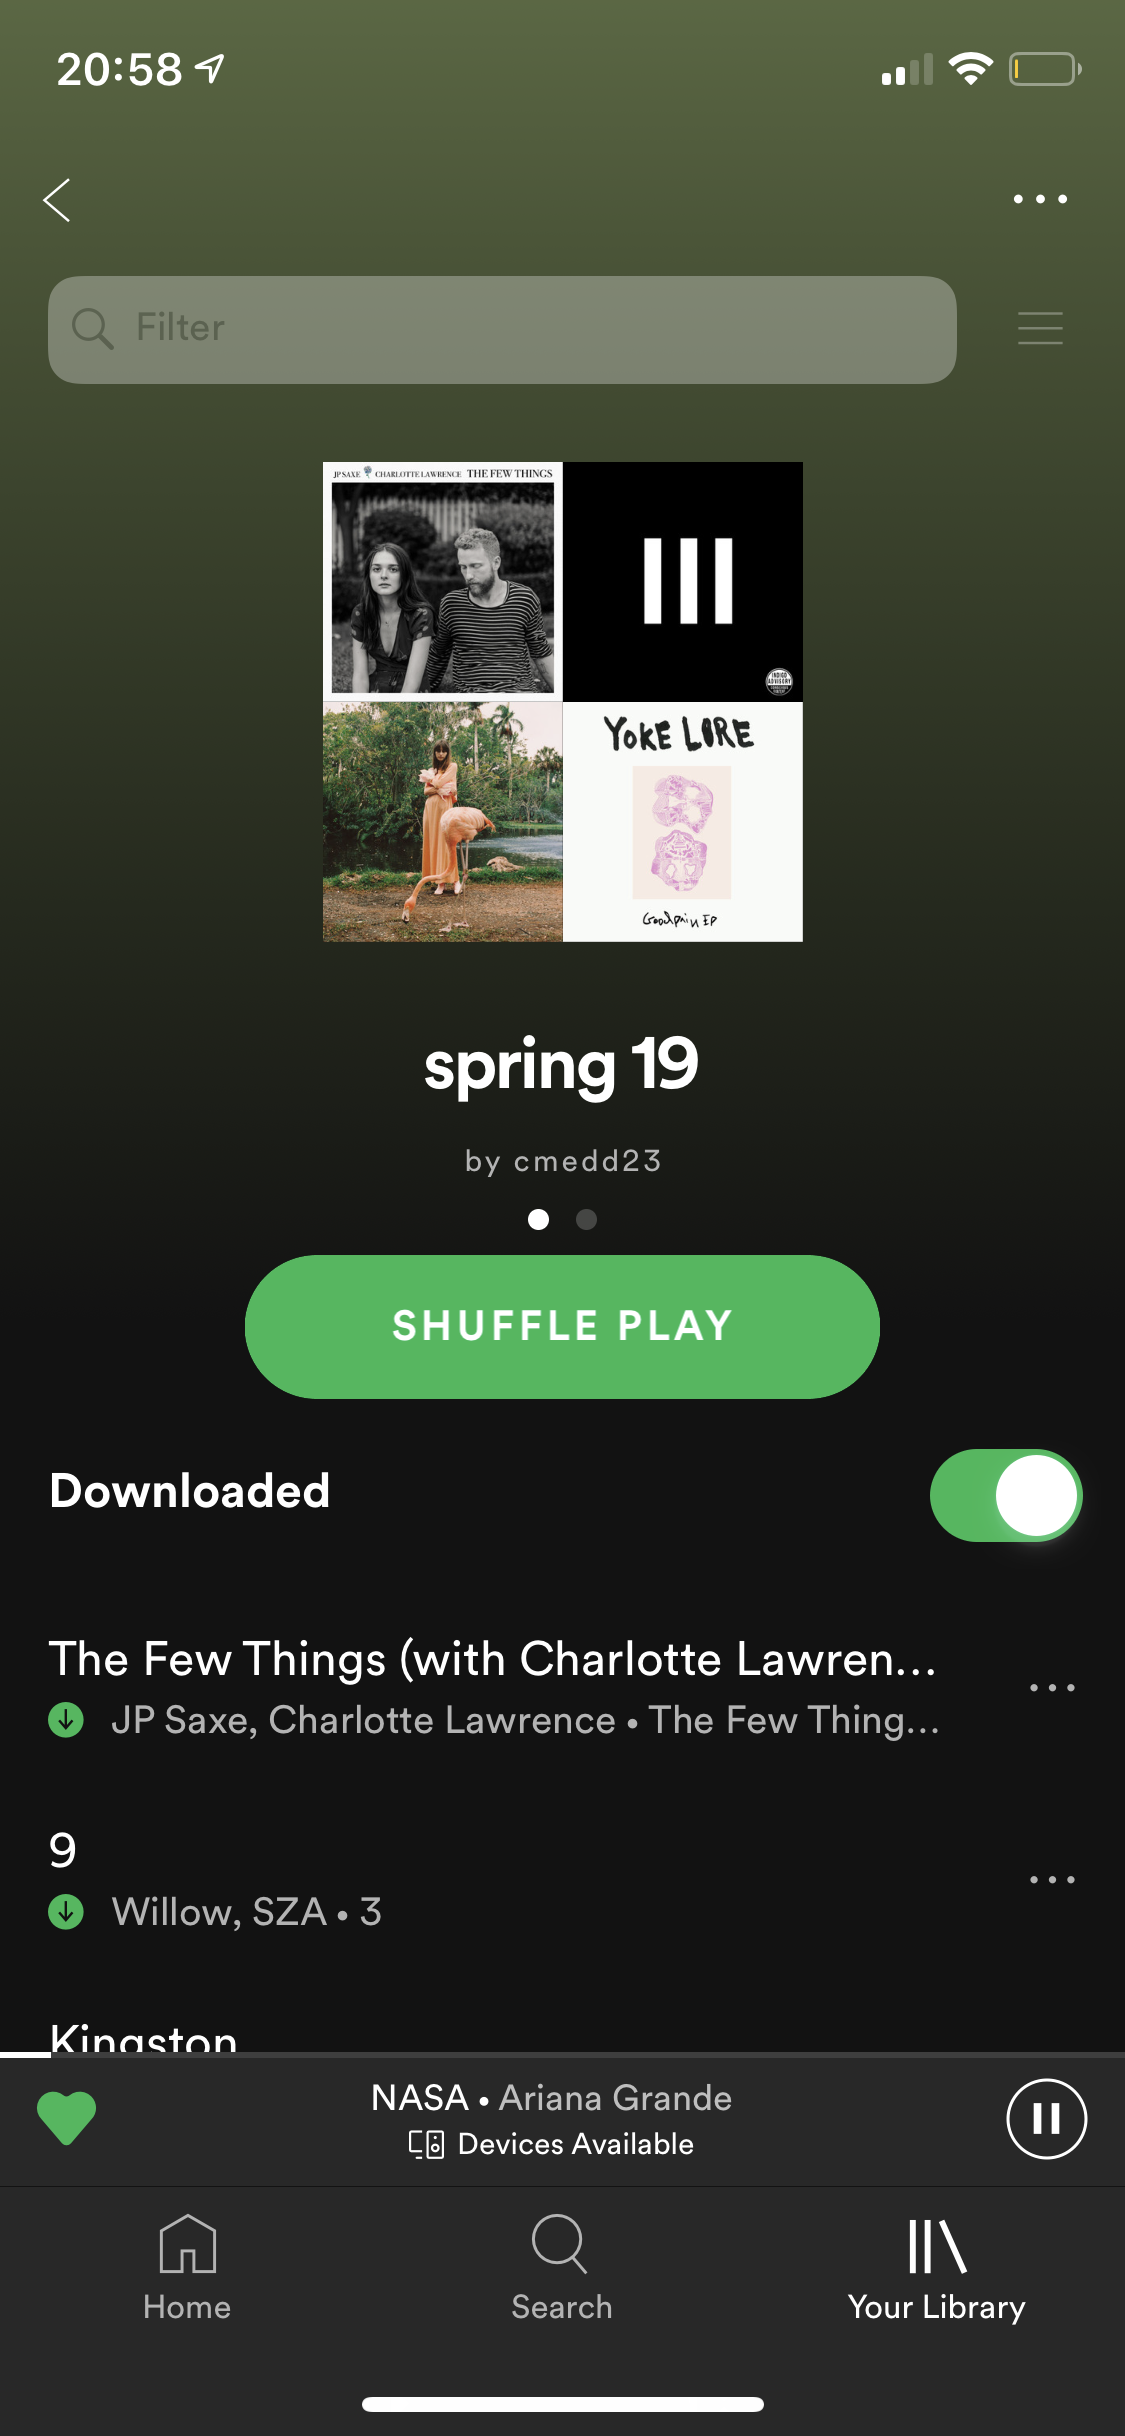 20:58
Filter
JP SAXE CHARLOTTE LAWRENCE THE FEW THINGS
III
INDIGO
ADVISORY
YOKE LORE
Goodpain EP
spring 19
by cmedd23
SHUFFLE PLAY
Downloaded
The Few Things (with Charlotte Lawren...
JP Saxe, Charlotte Lawrence • The Few Thing...
9
Willow, SZA • 3
Kingston
NASA • Ariana Grande
Devices Available
Home
Search
Your Library